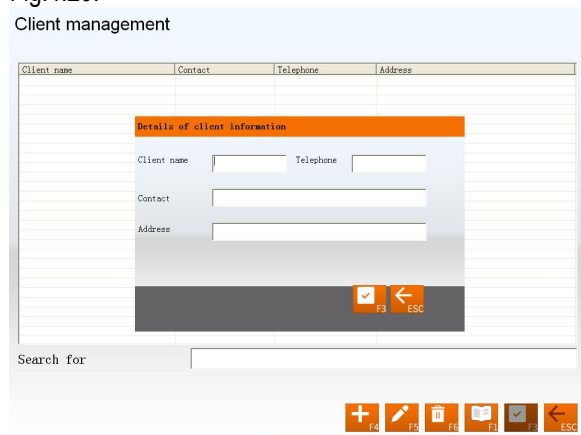 Client management
Client name Contact Telephone Address
Details of client information
Client name Telephone
Contact
Address
F3 ESC
Search for
F4 F5 F6 F1 F3 ESC